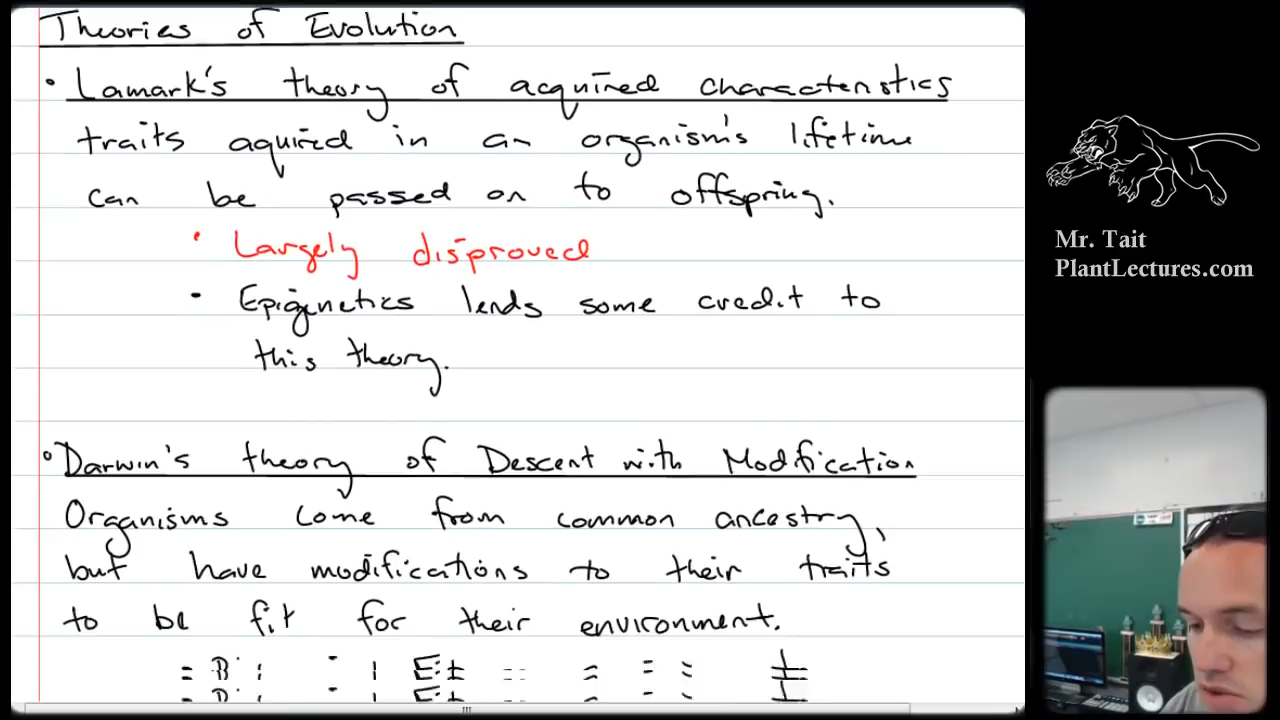 Theories of Evolution
• Lamark's theory of acquired characteristics
traits aquired in an organism's lifetime
can be passed on to offspring.
• Largely disproved
• Epigenetics lends some credit to
this theory.
• Darwin's theory of Descent with Modification
Organisms come from common ancestry,
but have modifications to their traits
to be fit for their environment.
Mr. Tait
PlantLectures.com